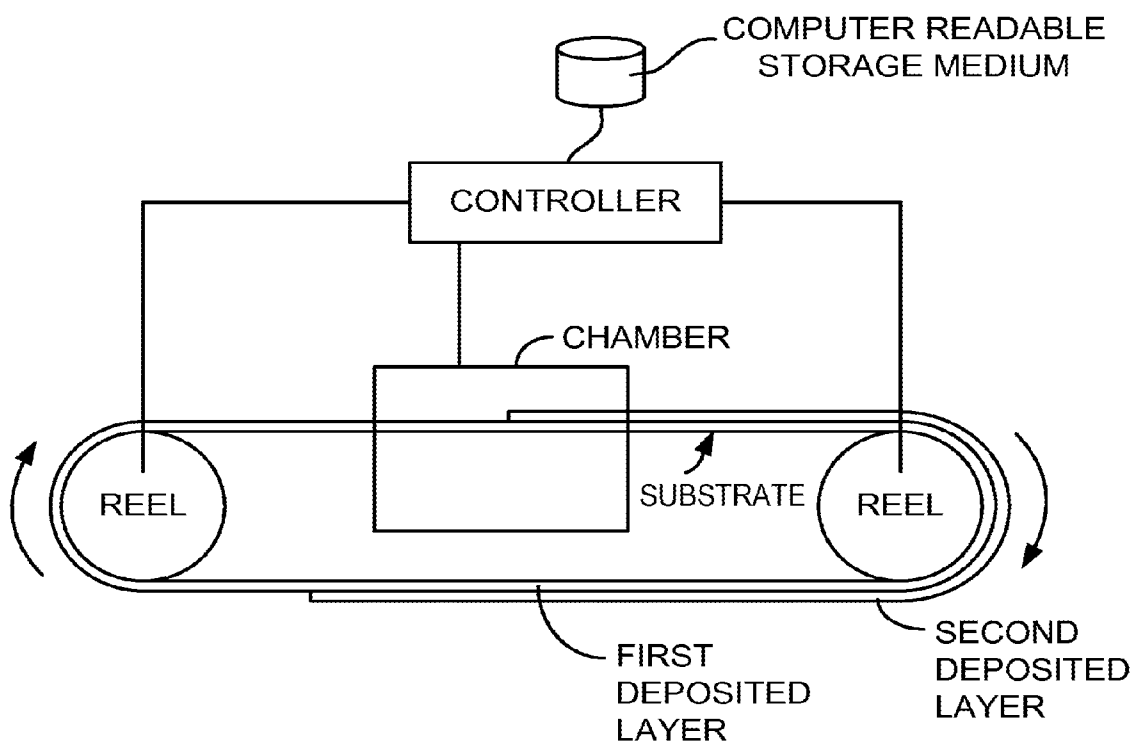 COMPUTER READABLE
STORAGE MEDIUM
CONTROLLER
CHAMBER
REEL
SUBSTRATE
REEL
FIRST
DEPOSITED
LAYER
SECOND
DEPOSITED
LAYER